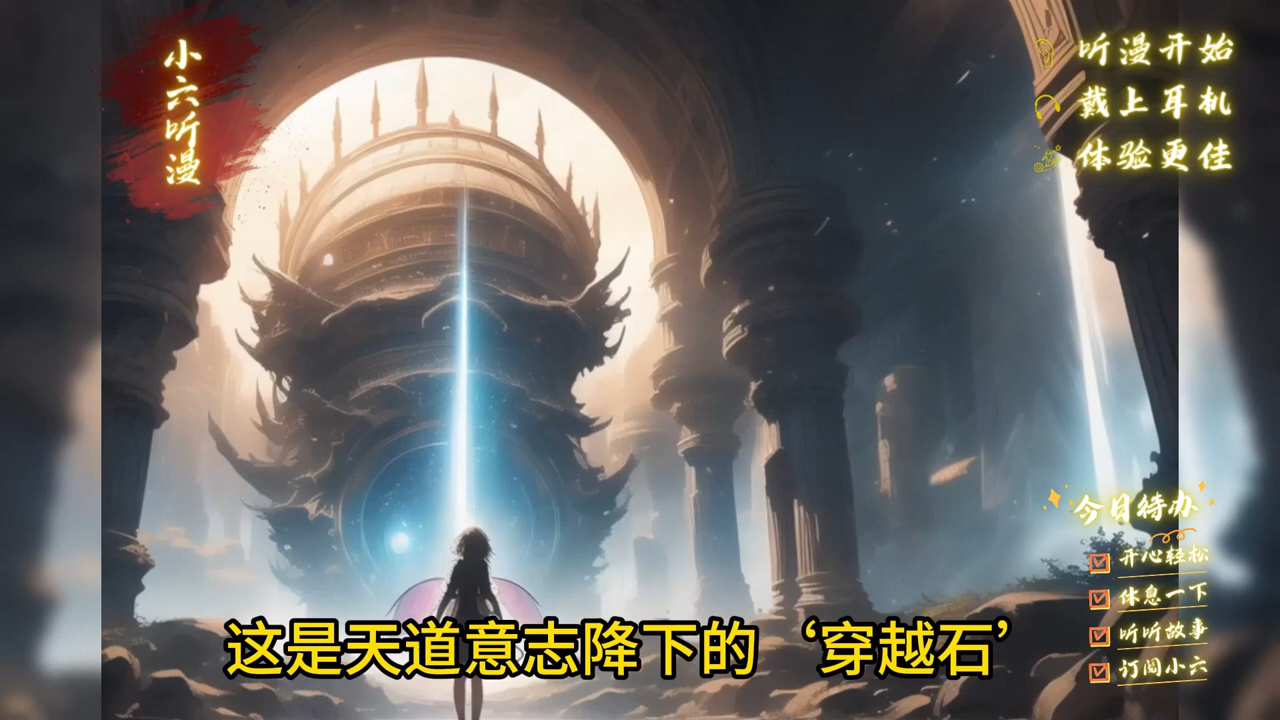 小六听漫
听漫开始
戴上耳机
体验更佳
今日待办
开心轻松
休息一下
听听故事
订阅小六
这是天道意志降下的‘穿越石’